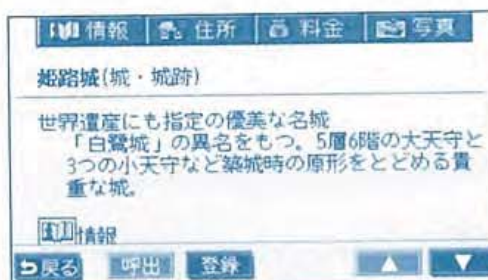 情報 住所 料金 写真
姫路城(城・城跡)
世界遺産にも指定の優美な名城
「白鷺城」の異名をもつ。5層6階の大天守と
3つの小天守など築城時の原形をとどめる貴
重な城。
情報
戻る 呼出 登録